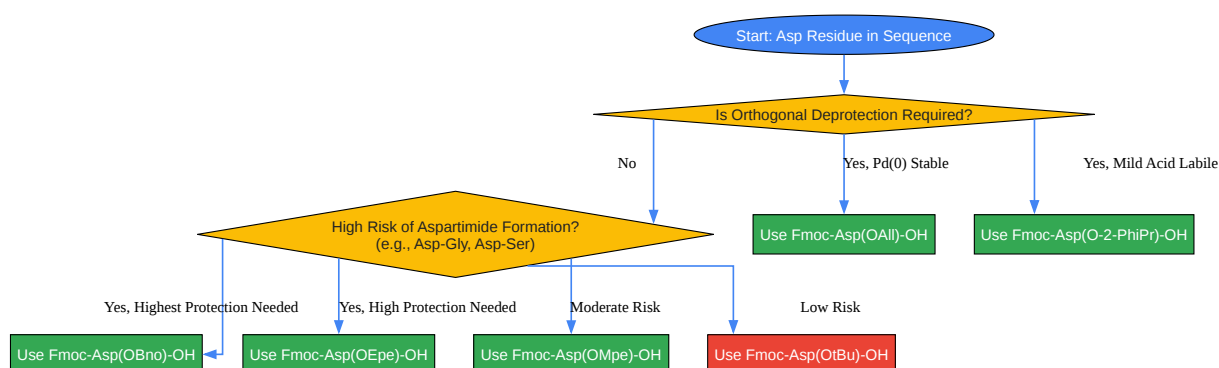 Start: Asp Residue in Sequence
Is Orthogonal Deprotection Required?
No
Yes, Pd(0) Stable
Yes, Mild Acid Labile
High Risk of Aspartimide Formation?
(e.g., Asp-Gly, Asp-Ser)
Use Fmoc-Asp(OAll)-OH
Use Fmoc-Asp(O-2-PhiPr)-OH
Yes, Highest Protection Needed
Yes, High Protection Needed
Moderate Risk
Low Risk
Use Fmoc-Asp(OBno)-OH
Use Fmoc-Asp(OEpe)-OH
Use Fmoc-Asp(OMpe)-OH
Use Fmoc-Asp(OtBu)-OH